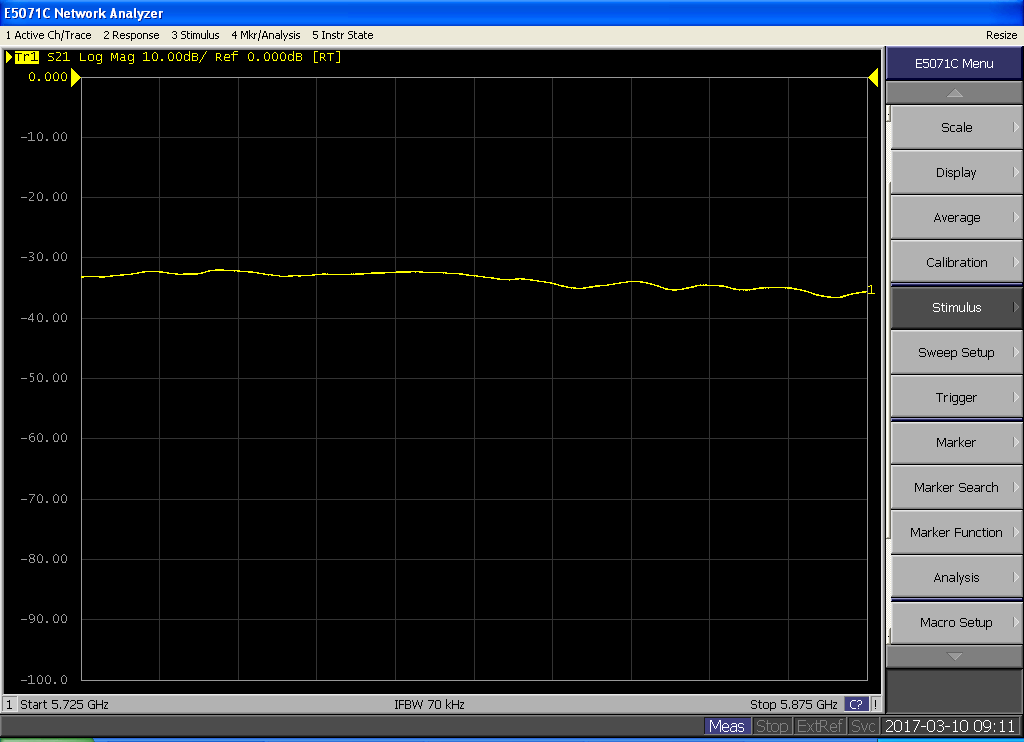 E5071C Network Analyzer
1 Active Ch/Trace 2 Response 3 Stimulus 4 Mkr/Analysis 5 Instr State Resize
Tr1 S21 Log Mag 10.00dB/ Ref 0.000dB [RT]
0.000
-10.00
-20.00
-30.00
-40.00
-50.00
-60.00
-70.00
-80.00
-90.00
-100.0
1
E5071C Menu
Scale
Display
Average
Calibration
Stimulus
Sweep Setup
Trigger
Marker
Marker Search
Marker Function
Analysis
Macro Setup
1 Start 5.725 GHz IFBW 70 kHz Stop 5.875 GHz C? !
Meas Stop ExtRef Svc 2017-03-10 09:11